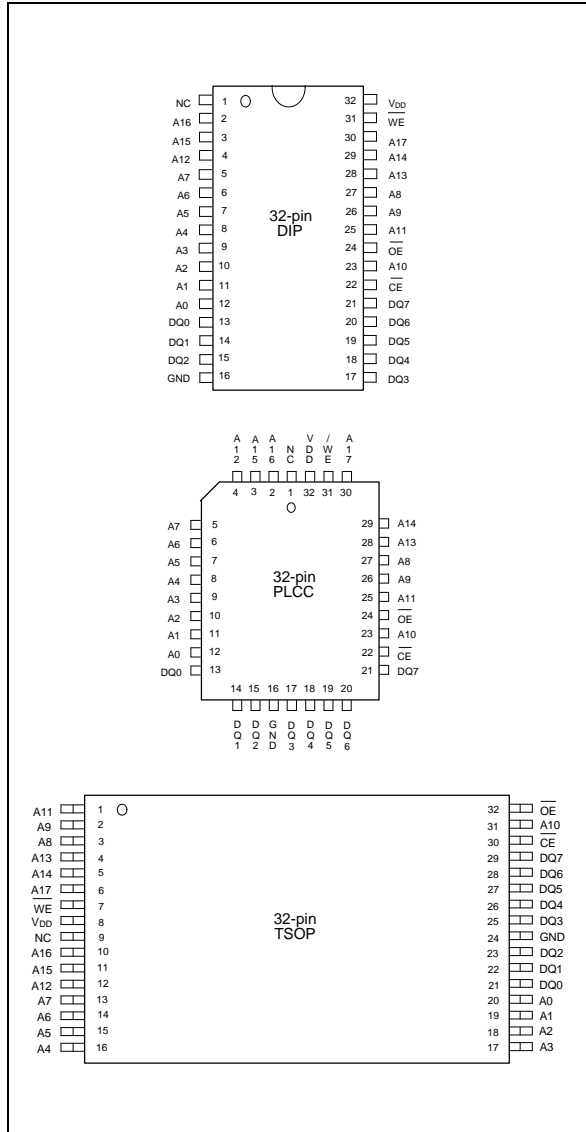 NC 1 32 VDD
A16 2 31 WE
A15 3 30 A17
A12 4 29 A14
A7 5 28 A13
A6 6 27 A8
A5 7 26 A9
A4 8 25 A11
A3 9 24 OE
A2 10 23 A10
A1 11 22 CE
A0 12 21 DQ7
DQ0 13 20 DQ6
DQ1 14 19 DQ5
DQ2 15 18 DQ4
GND 16 17 DQ3
32-pin
DIP
A12 A15 A16 NC VDD /WE A17
4 3 2 1 32 31 30
A7 5 29 A14
A6 6 28 A13
A5 7 27 A8
A4 8 26 A9
A3 9 25 A11
A2 10 24 OE
A1 11 23 A10
A0 12 22 CE
DQ0 13 21 DQ7
32-pin
PLCC
14 15 16 17 18 19 20
DQ1 DQ2 GND DQ3 DQ4 DQ5 DQ6
A11 1 32 OE
A9 2 31 A10
A8 3 30 CE
A13 4 29 DQ7
A14 5 28 DQ6
A17 6 27 DQ5
WE 7 26 DQ4
VDD 8 25 DQ3
NC 9 24 GND
A16 10 23 DQ2
A15 11 22 DQ1
A12 12 21 DQ0
A7 13 20 A0
A6 14 19 A1
A5 15 18 A2
A4 16 17 A3
32-pin
TSOP